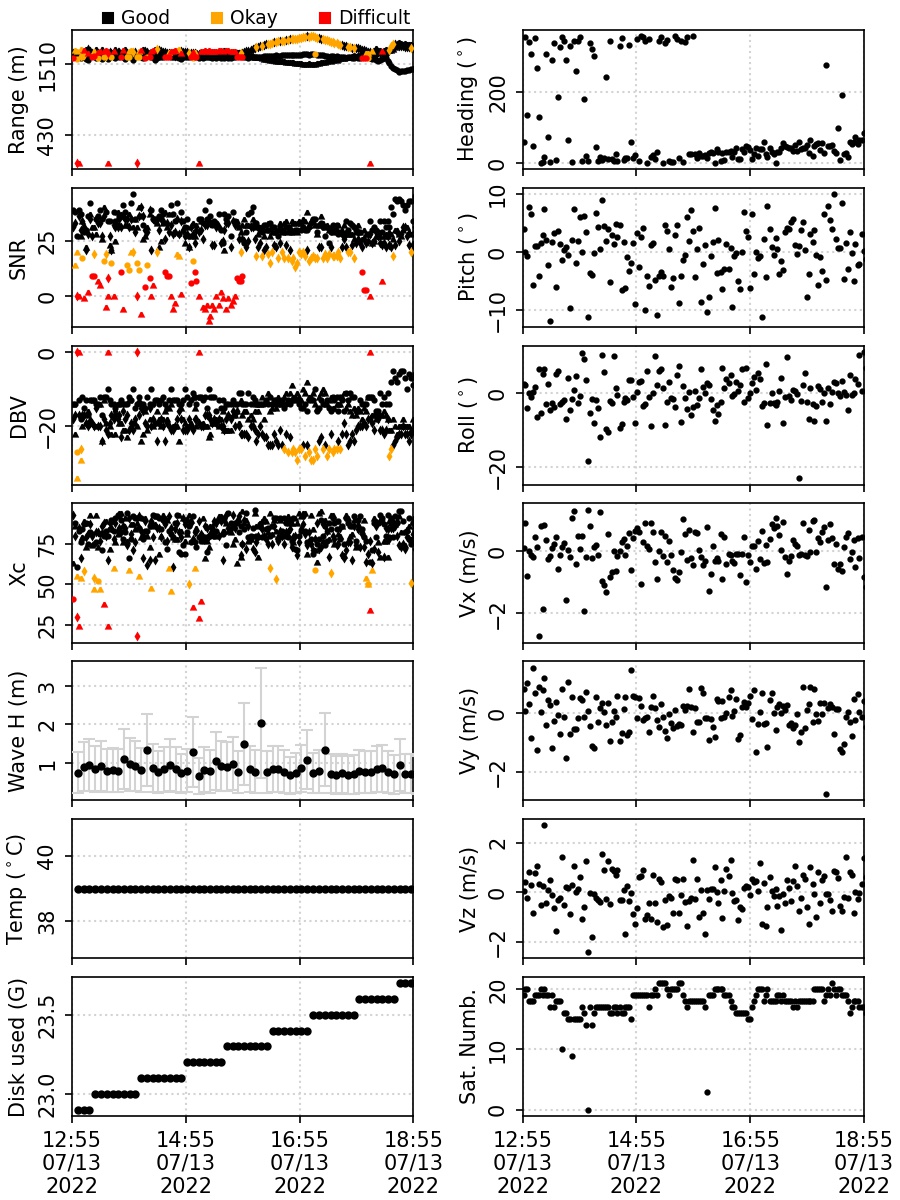 Good Okay Difficult
Range (m)
1510
430
Heading (°)
200
0
SNR
25
0
Pitch (°)
10
0
−10
DBV
0
−20
Roll (°)
0
−20
Xc
75
50
25
Vx (m/s)
0
−2
Wave H (m)
3
2
1
Vy (m/s)
0
−2
Temp (°C)
40
38
Vz (m/s)
2
0
−2
Disk used (G)
23.5
23.0
Sat. Numb.
20
10
0
12:55 14:55 16:55 18:55
07/13 07/13 07/13 07/13
2022 2022 2022 2022
12:55 14:55 16:55 18:55
07/13 07/13 07/13 07/13
2022 2022 2022 2022